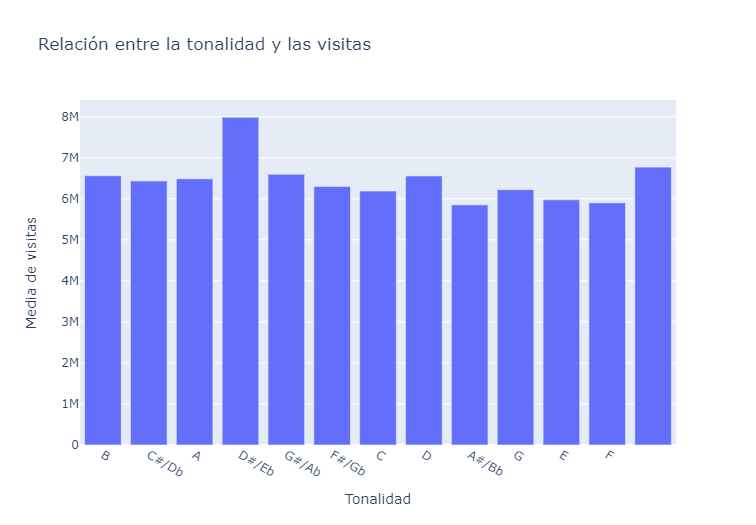 Relación entre la tonalidad y las visitas
Media de visitas
8M
7M
6M
5M
4M
3M
2M
1M
0
B
C#/Db
A
D#/Eb
G#/Ab
F#/Gb
C
D
A#/Bb
G
E
F
Tonalidad